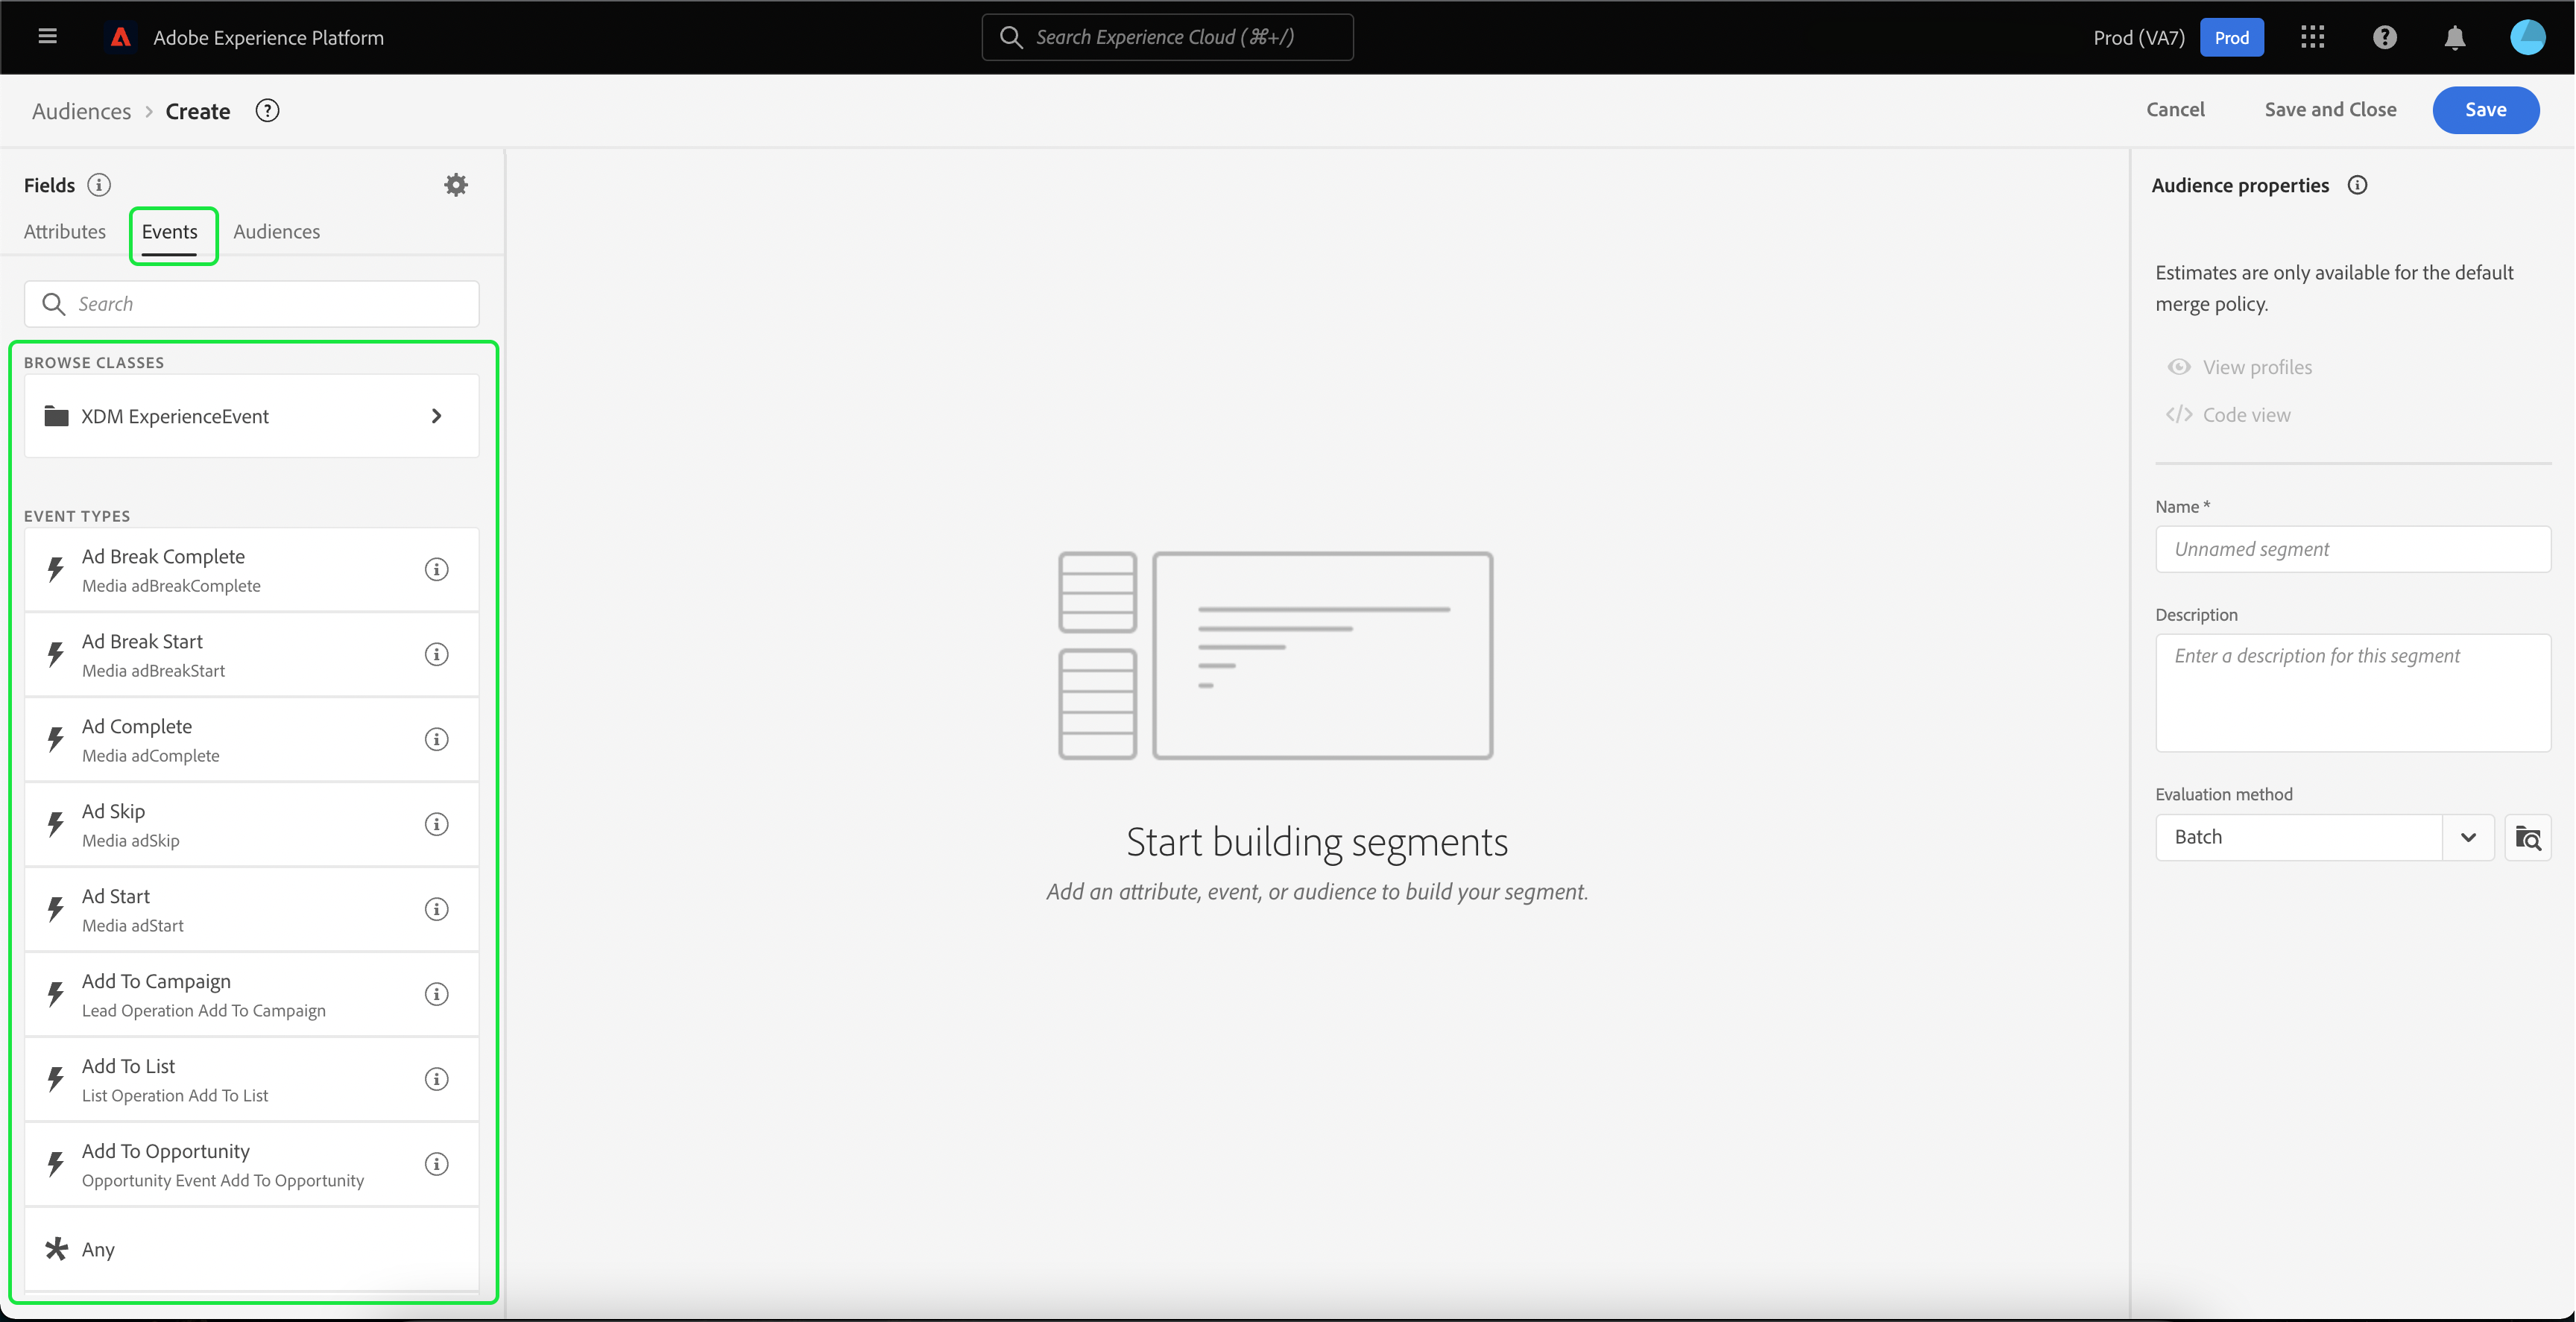 Adobe Experience Platform
Search Experience Cloud (⌘+/)
Prod (VA7)
Prod
Audiences > Create
Cancel
Save and Close
Save
Fields
Attributes
Events
Audiences
Search
BROWSE CLASSES
XDM ExperienceEvent
EVENT TYPES
Ad Break Complete
Media adBreakComplete
Ad Break Start
Media adBreakStart
Ad Complete
Media adComplete
Ad Skip
Media adSkip
Ad Start
Media adStart
Add To Campaign
Lead Operation Add To Campaign
Add To List
List Operation Add To List
Add To Opportunity
Opportunity Event Add To Opportunity
Any
Start building segments
Add an attribute, event, or audience to build your segment.
Audience properties
Estimates are only available for the default
merge policy.
View profiles
</> Code view
Name *
Unnamed segment
Description
Enter a description for this segment
Evaluation method
Batch